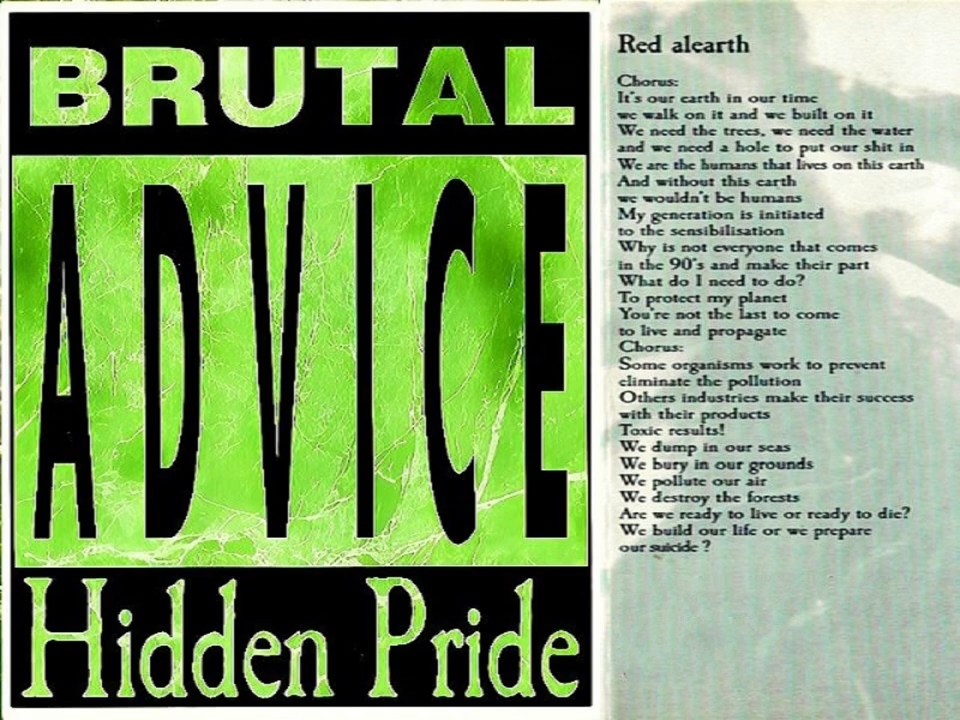 BRUTAL
ADVICE
Hidden Pride
Red alearth
Chorus:
It's our earth in our time
we walk on it and we built on it
We need the trees, we need the water
and we need a hole to put our shit in
We are the humans that lives on this earth
And without this earth
we wouldn't be humans
My generation is initiated
to the sensibilisation
Why is not everyone that comes
in the 90's and make their part
What do I need to do?
To protect my planet
You're not the last to come
to live and propagate
Chorus:
Some organisms work to prevent
eliminate the pollution
Others industries make their success
with their products
Toxic results!
We dump in our seas
We bury in our grounds
We pollute our air
We destroy the forests
Are we ready to live or ready to die?
We build our life or we prepare
our suicide ?